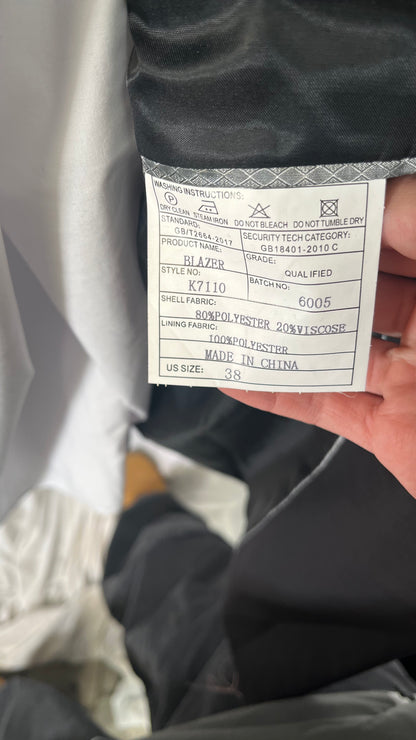 WASHING INSTRUCTIONS:
P
DRY CLEAN STEAM IRON DO NOT BLEACH DO NOT TUMBLE DRY
STANDARD:
GB/T2664-2017
SECURITY TECH CATEGORY:
GB18401-2010 C
PRODUCT NAME:
BLAZER
GRADE:
QUALIFIED
STYLE NO:
K7110
BATCH NO:
6005
SHELL FABRIC:
80%POLYESTER 20%VISCOSE
LINING FABRIC:
100%POLYESTER
MADE IN CHINA
US SIZE: 38